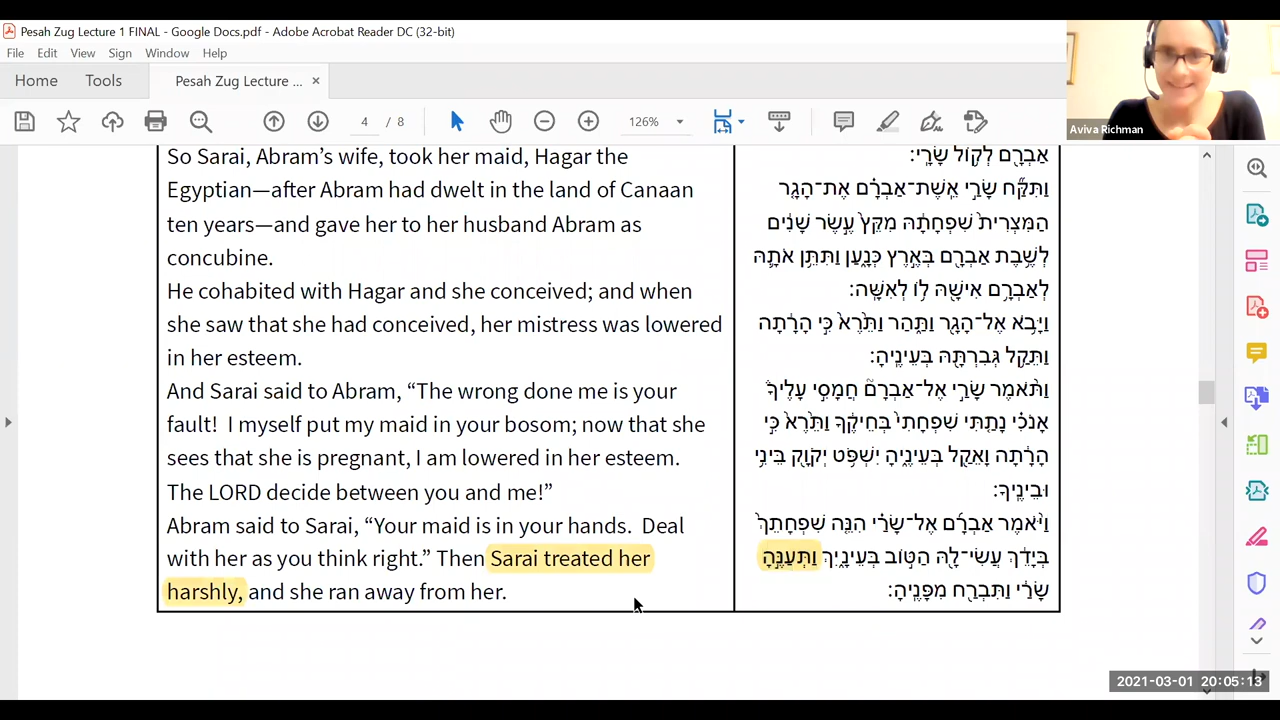 Pesah Zug Lecture 1 FINAL - Google Docs.pdf - Adobe Acrobat Reader DC (32-bit)
File Edit View Sign Window Help
Home Tools Pesah Zug Lecture ... ×
4 / 8 126%
Aviva Richman
So Sarai, Abram’s wife, took her maid, Hagar the
Egyptian—after Abram had dwelt in the land of Canaan
ten years—and gave her to her husband Abram as
concubine.
He cohabited with Hagar and she conceived; and when
she saw that she had conceived, her mistress was lowered
in her esteem.
And Sarai said to Abram, “The wrong done me is your
fault!  I myself put my maid in your bosom; now that she
sees that she is pregnant, I am lowered in her esteem.
The LORD decide between you and me!”
Abram said to Sarai, “Your maid is in your hands.  Deal
with her as you think right.” Then Sarai treated her
harshly, and she ran away from her.
אַבְרָ֖ם לְק֥וֹל שָׂרָֽי׃
וַתִּקַּ֞ח שָׂרַ֣י אֵֽשֶׁת־אַבְרָ֗ם אֶת־הָגָ֤ר
הַמִּצְרִית֙ שִׁפְחָתָ֔הּ מִקֵּץ֙ עֶ֣שֶׂר שָׁנִ֔ים
לְשֶׁ֥בֶת אַבְרָ֖ם בְּאֶ֣רֶץ כְּנָ֑עַן וַתִּתֵּ֥ן אֹתָ֛הּ
לְאַבְרָ֥ם אִישָׁ֖הּ ל֥וֹ לְאִשָּֽׁה׃
וַיָּבֹ֥א אֶל־הָגָ֖ר וַתַּ֑הַר וַתֵּ֙רֶא֙ כִּ֣י הָרָ֔תָה
וַתֵּקַ֥ל גְּבִרְתָּ֖הּ בְּעֵינֶֽיהָ׃
וַתֹּ֨אמֶר שָׂרַ֣י אֶל־אַבְרָם֮ חֲמָסִ֣י עָלֶיךָ֒
אָנֹכִ֗י נָתַ֤תִּי שִׁפְחָתִי֙ בְּחֵיקֶ֔ךָ וַתֵּ֙רֶא֙ כִּ֣י
הָרָ֔תָה וָאֵקַ֖ל בְּעֵינֶ֑יהָ יִשְׁפֹּ֥ט יְקוָ֖ק בֵּינִ֥י
וּבֵינֶֽיךָ׃
וַיֹּ֨אמֶר אַבְרָ֜ם אֶל־שָׂרַ֗י הִנֵּ֤ה שִׁפְחָתֵךְ֙
בְּיָדֵ֔ךְ עֲשִׂי־לָ֖הּ הַטּ֣וֹב בְּעֵינָ֑יִךְ וַתְּעַנֶּ֣הָ
שָׂרַ֔י וַתִּבְרַ֖ח מִפָּנֶֽיהָ׃
2021-03-01 20:05:13